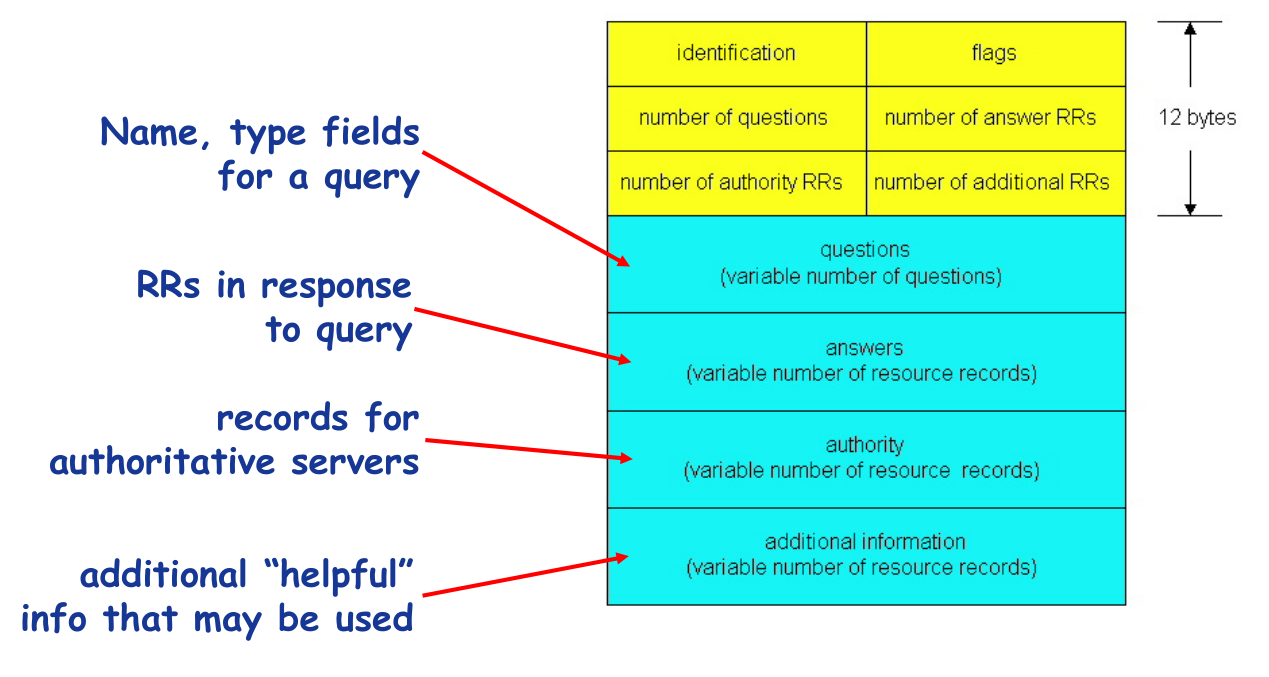 identification
flags
number of questions
number of answer RRs
12 bytes
number of authority RRs
number of additional RRs
Name, type fields
for a query
questions
(variable number of questions)
RRs in response
to query
answers
(variable number of resource records)
records for
authoritative servers
authority
(variable number of resource  records)
additional “helpful”
info that may be used
additional information
(variable number of resource records)